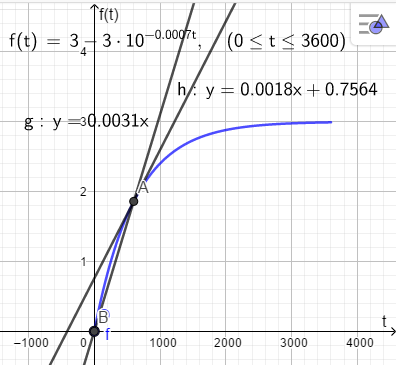 f(t)
f(t) = 3 − 3 · 10^{−0.0007t}, (0 ≤ t ≤ 3600)
4
h : y = 0.0018x + 0.7564
g : y = 0.0031x
3
2
A
1
B
f
t
−1000 0 1000 2000 3000 4000